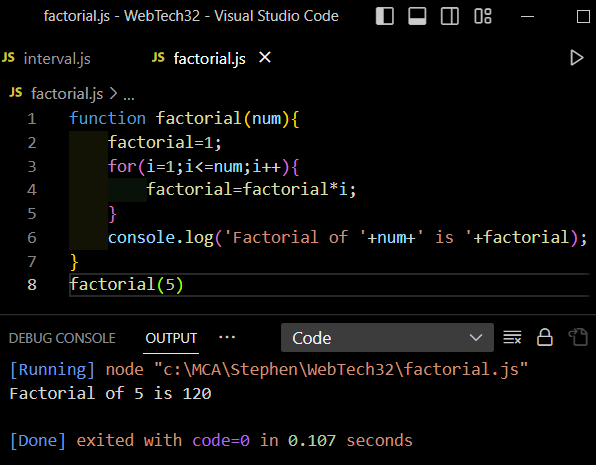 factorial.js - WebTech32 - Visual Studio Code
JS interval.js JS factorial.js
JS factorial.js > ...
1 function factorial(num){
2 factorial=1;
3 for(i=1;i<=num;i++){
4 factorial=factorial*i;
5 }
6 console.log('Factorial of '+num+' is '+factorial);
7 }
8 factorial(5)
DEBUG CONSOLE OUTPUT ... Code
[Running] node "c:\MCA\Stephen\WebTech32\factorial.js"
Factorial of 5 is 120
[Done] exited with code=0 in 0.107 seconds